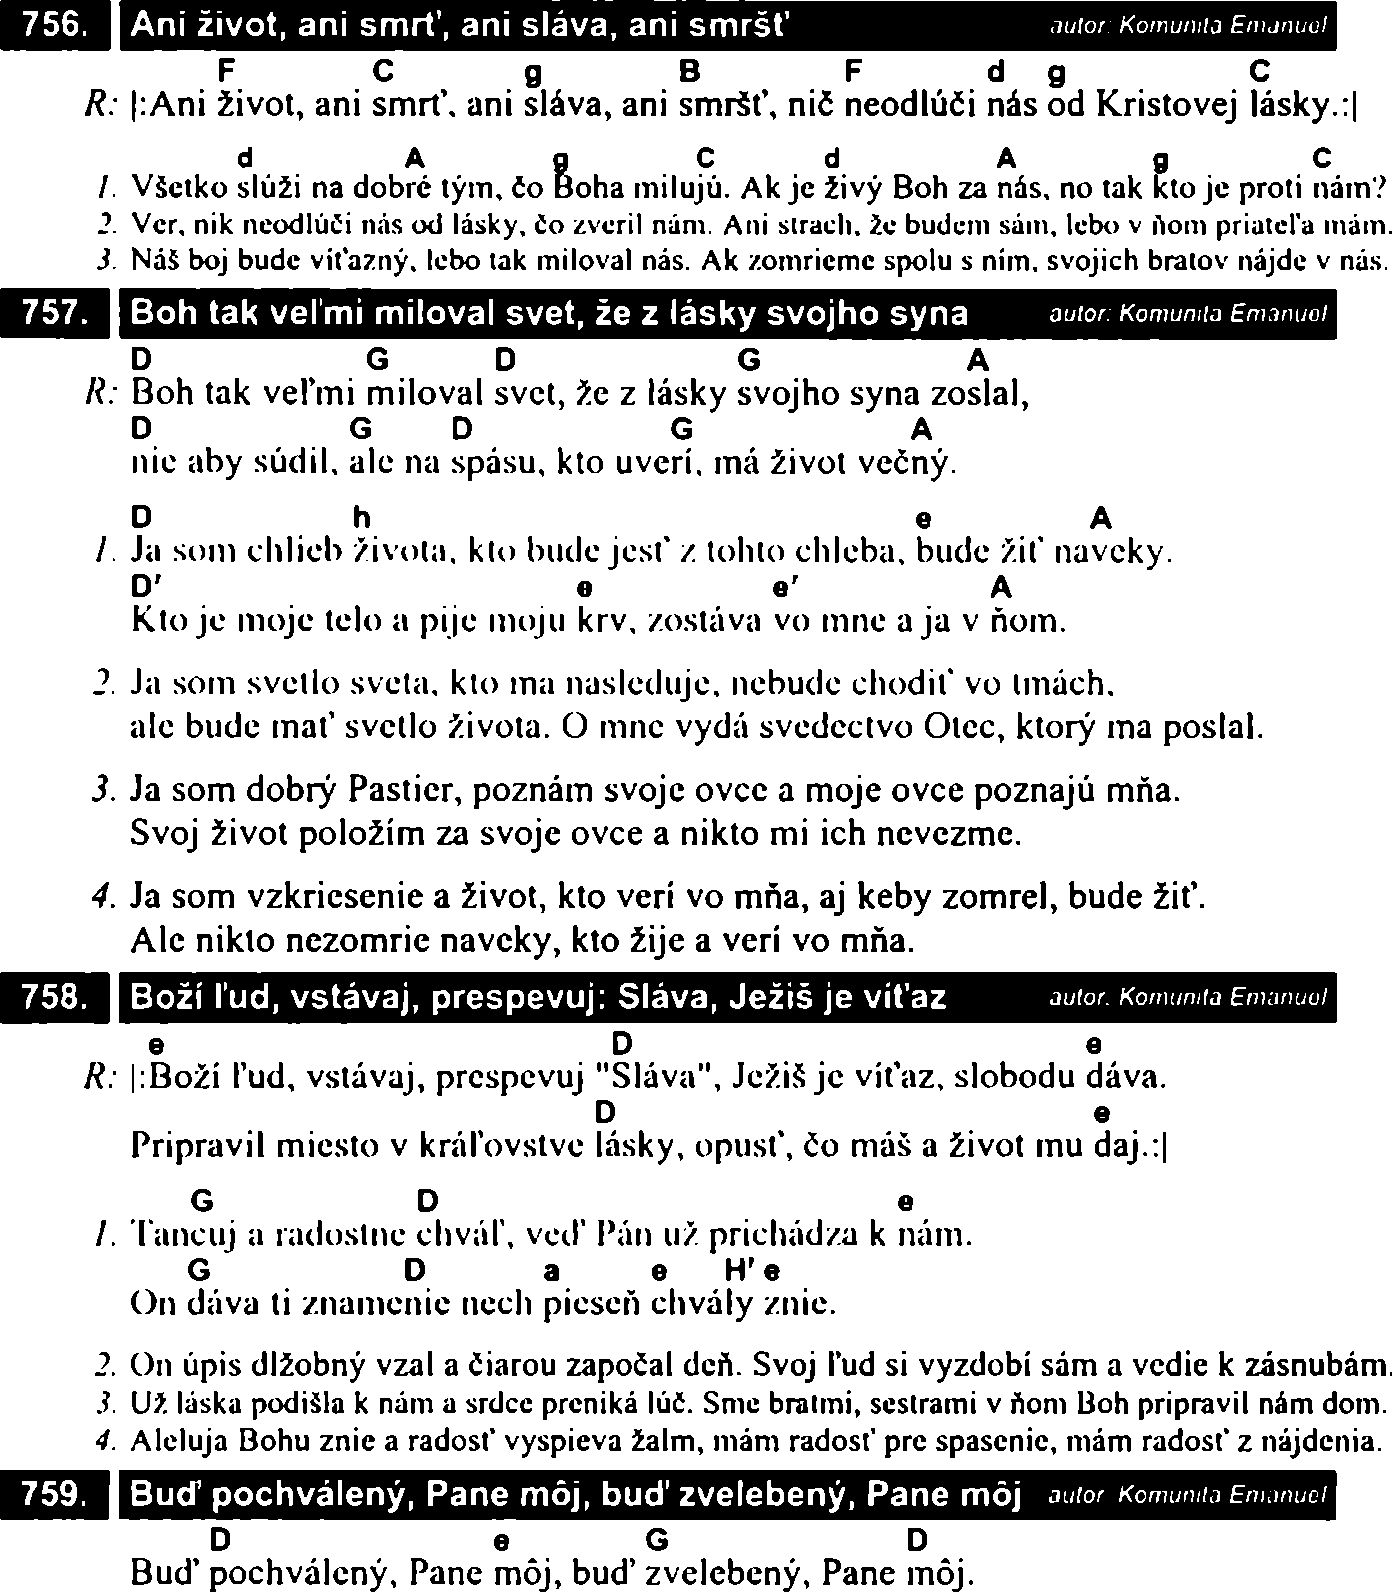 756. Ani život, ani smrť, ani sláva, ani smršť autor: Komunita Emanuel
F C g B F d g C
R: |:Ani život, ani smrť, ani sláva, ani smršť, nič neodlúči nás od Kristovej lásky.:|
d A g C d A g C
1. Všetko slúži na dobré tým, čo Boha milujú. Ak je živý Boh za nás, no tak kto je proti nám?
2. Ver, nik neodlúči nás od lásky, čo zveril nám. Ani strach, že budem sám, lebo v ňom priateľa mám.
3. Náš boj bude víťazný, lebo tak miloval nás. Ak zomrieme spolu s ním, svojich bratov nájde v nás.
757. Boh tak veľmi miloval svet, že z lásky svojho syna autor: Komunita Emanuel
D G D G A
R: Boh tak veľmi miloval svet, že z lásky svojho syna zoslal,
D G D G A
nie aby súdil, ale na spásu, kto uverí, má život večný.
D h e A
1. Ja som chlieb života, kto bude jesť z tohto chleba, bude žiť naveky.
D' e e' A
Kto je moje telo a pije moju krv, zostáva vo mne a ja v ňom.
2. Ja som svetlo sveta, kto ma nasleduje, nebude chodiť vo tmách,
ale bude mať svetlo života. O mne vydá svedectvo Otec, ktorý ma poslal.
3. Ja som dobrý Pastier, poznám svoje ovce a moje ovce poznajú mňa.
Svoj život položím za svoje ovce a nikto mi ich nevezme.
4. Ja som vzkriesenie a život, kto verí vo mňa, aj keby zomrel, bude žiť.
Ale nikto nezomrie naveky, kto žije a verí vo mňa.
758. Boží ľud, vstávaj, prespevuj: Sláva, Ježiš je víťaz autor: Komunita Emanuel
e D e
R: |:Boží ľud, vstávaj, prespevuj "Sláva", Ježiš je víťaz, slobodu dáva.
D e
Pripravil miesto v kráľovstve lásky, opusť, čo máš a život mu daj.:|
G D e
1. Tancuj a radostne chváľ, veď Pán už prichádza k nám.
G D a e H' e
On dáva ti znamenie nech pieseň chvály znie.
2. On úpis dlžobný vzal a čiarou započal deň. Svoj ľud si vyzdobí sám a vedie k zásnubám.
3. Už láska podišla k nám a srdce preniká lúč. Sme bratmi, sestrami v ňom Boh pripravil nám dom.
4. Aleluja Bohu znie a radosť vyspieva žalm, mám radosť pre spasenie, mám radosť z nájdenia.
759. Buď pochválený, Pane môj, buď zvelebený, Pane môj autor: Komunita Emanuel
D e G D
Buď pochválený, Pane môj, buď zvelebený, Pane môj.